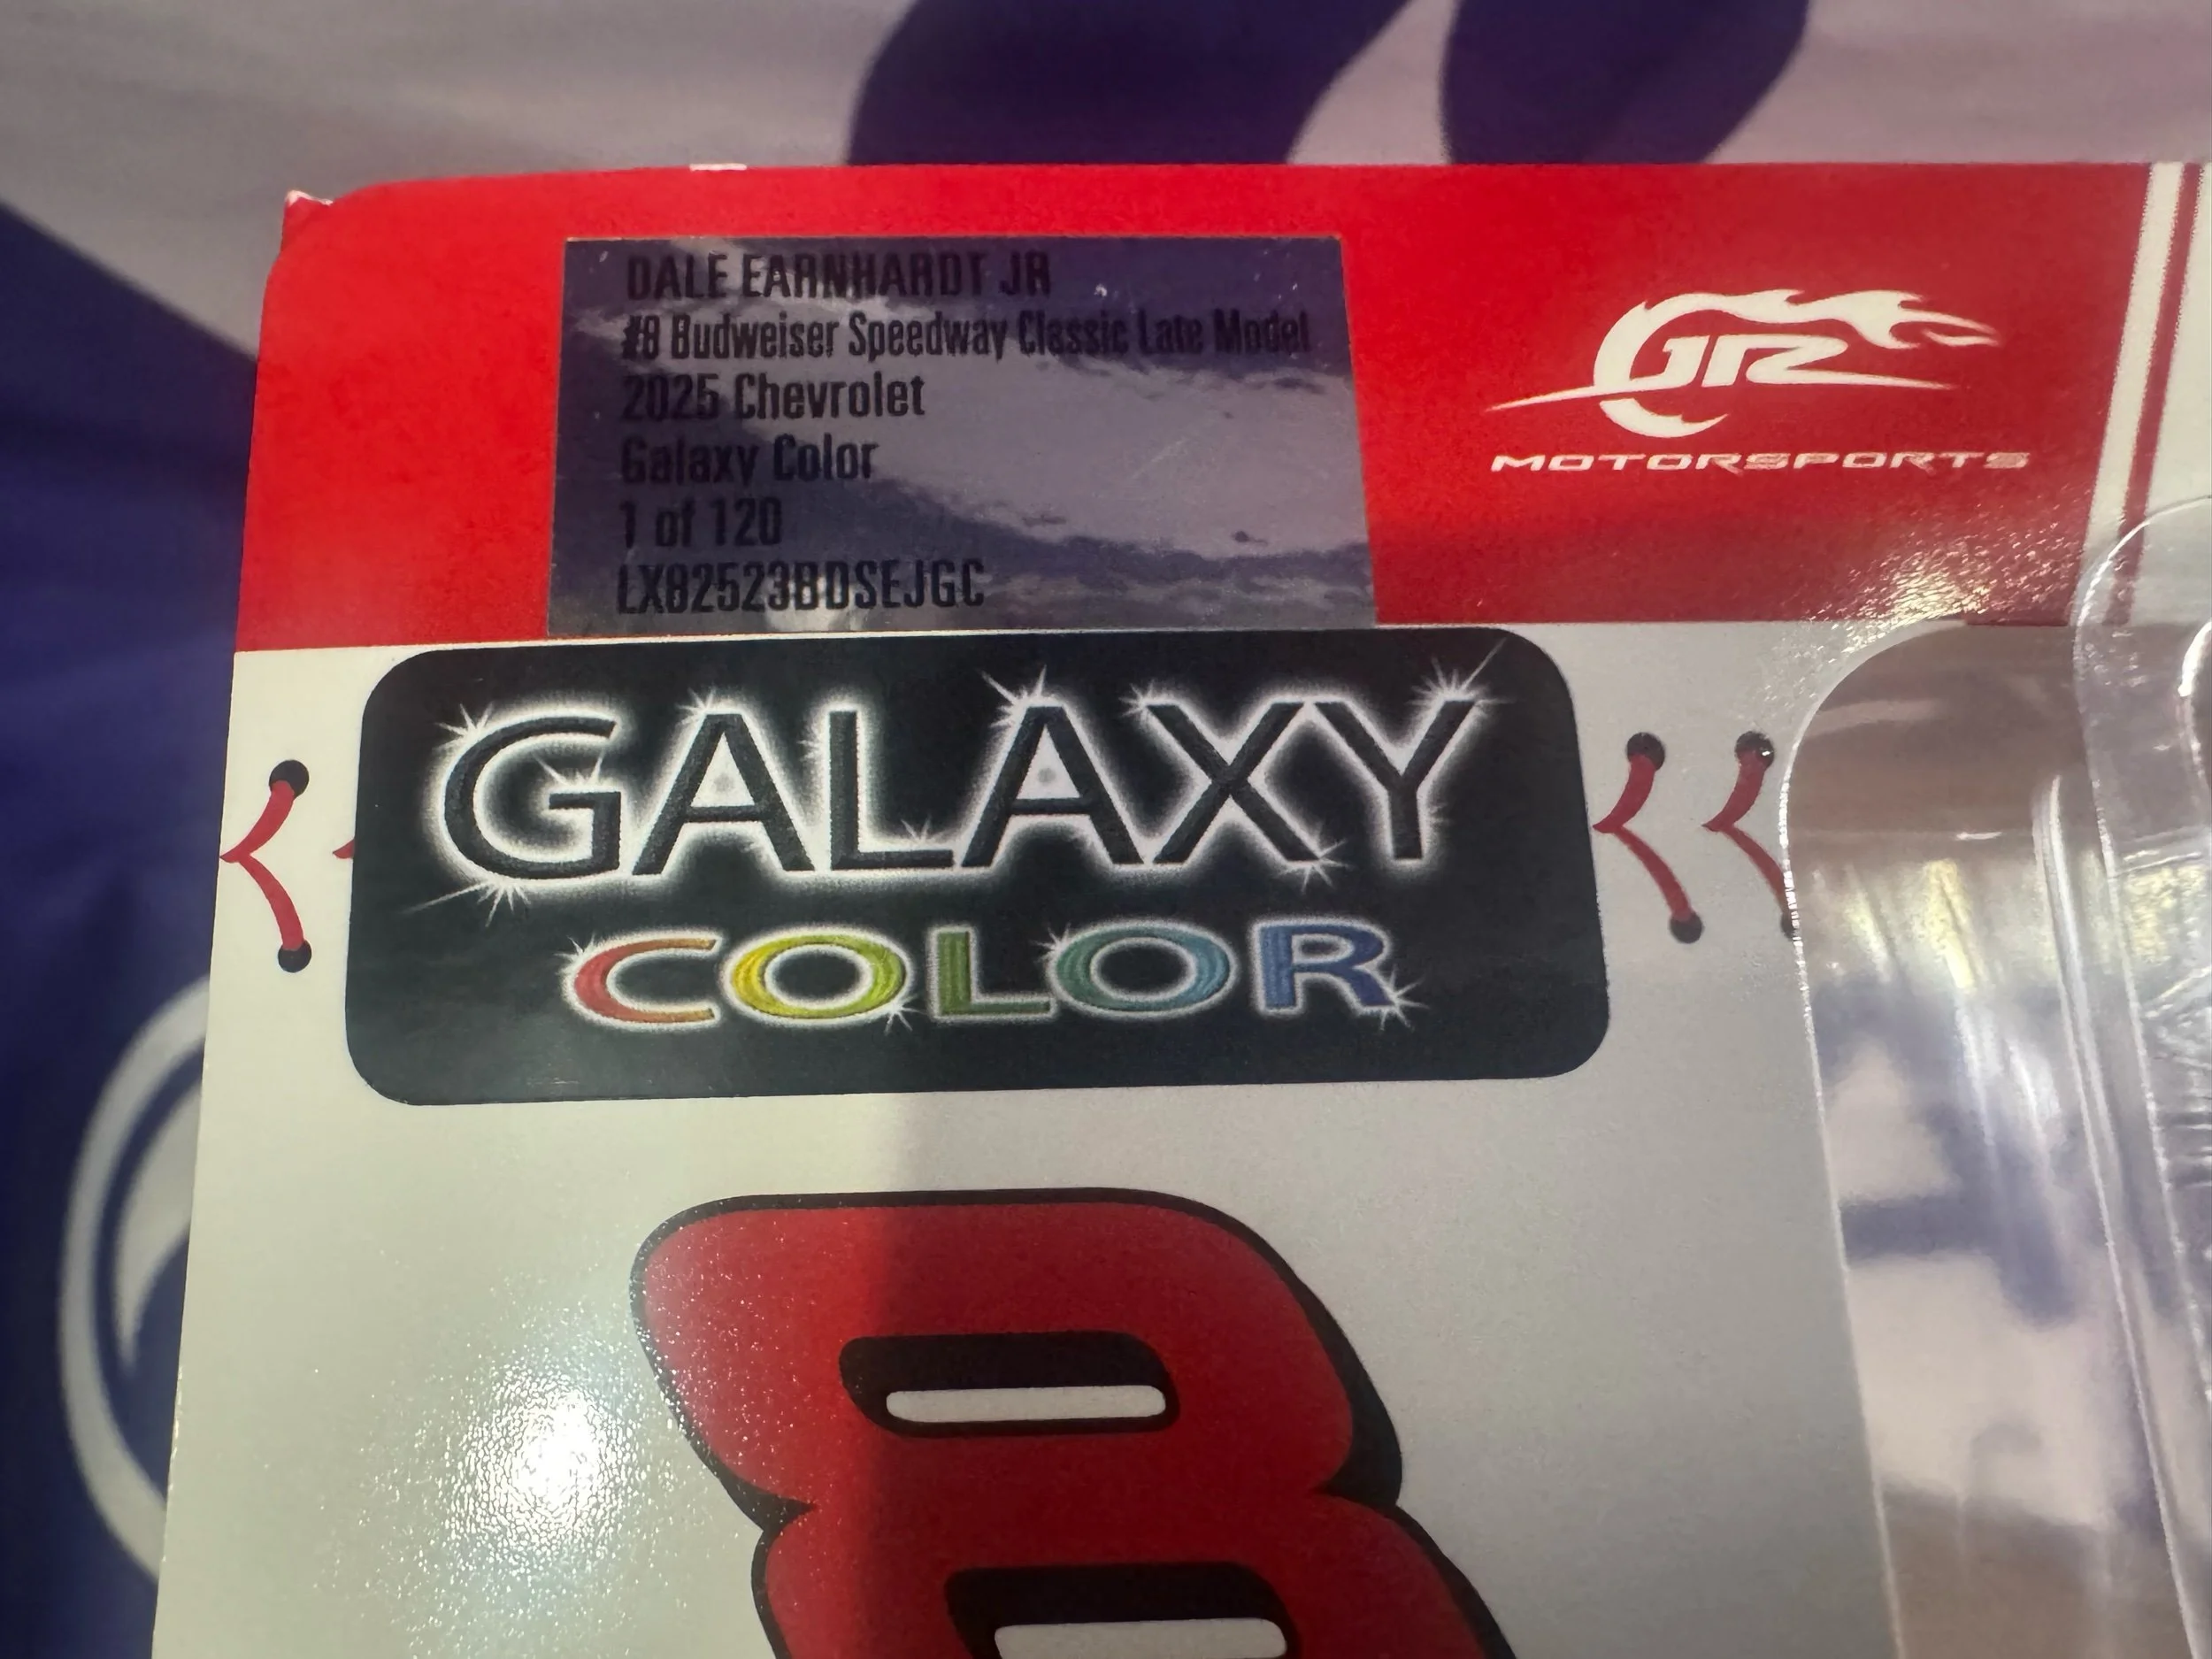 DALE EARNHARDT JR
#8 Budweiser Speedway Classic Late Model
2025 Chevrolet
Galaxy Color
1 of 120
LX82523BDSEJGC
JR
MOTORSPORTS
GALAXY
COLOR
8